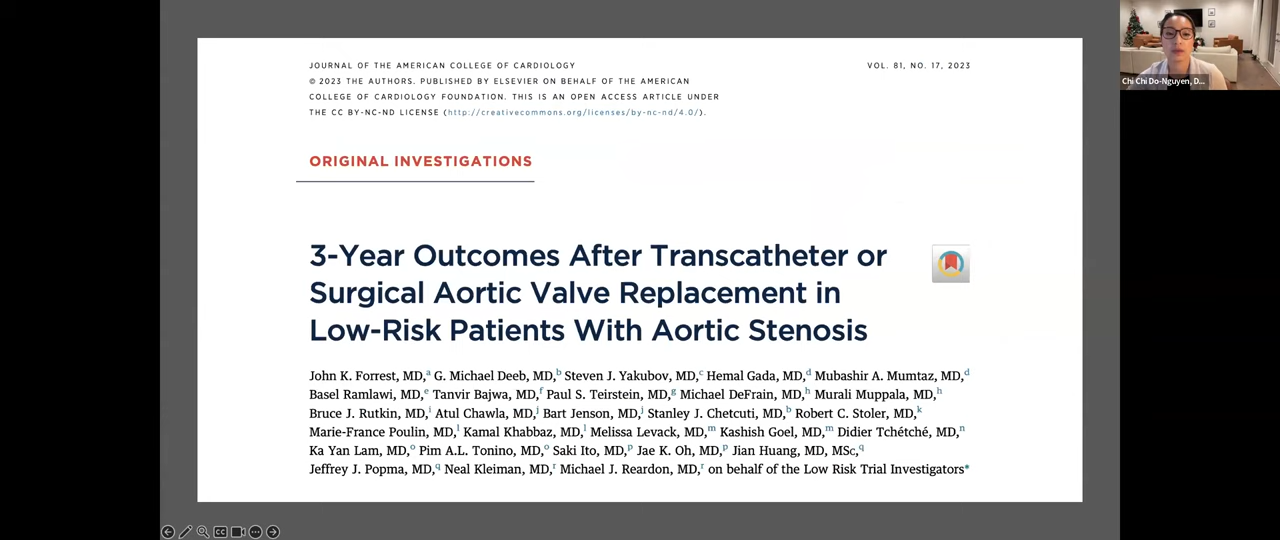 JOURNAL OF THE AMERICAN COLLEGE OF CARDIOLOGY
VOL. 81, NO. 17, 2023
© 2023 THE AUTHORS. PUBLISHED BY ELSEVIER ON BEHALF OF THE AMERICAN
COLLEGE OF CARDIOLOGY FOUNDATION. THIS IS AN OPEN ACCESS ARTICLE UNDER
THE CC BY-NC-ND LICENSE (http://creativecommons.org/licenses/by-nc-nd/4.0/).
ORIGINAL INVESTIGATIONS
3-Year Outcomes After Transcatheter or
Surgical Aortic Valve Replacement in
Low-Risk Patients With Aortic Stenosis
John K. Forrest, MD,a G. Michael Deeb, MD,b Steven J. Yakubov, MD,c Hemal Gada, MD,d Mubashir A. Mumtaz, MD,d
Basel Ramlawi, MD,e Tanvir Bajwa, MD,f Paul S. Teirstein, MD,g Michael DeFrain, MD,h Murali Muppala, MD,h
Bruce J. Rutkin, MD,i Atul Chawla, MD,j Bart Jenson, MD,j Stanley J. Chetcuti, MD,b Robert C. Stoler, MD,k
Marie-France Poulin, MD,l Kamal Khabbaz, MD,l Melissa Levack, MD,m Kashish Goel, MD,m Didier Tchétché, MD,n
Ka Yan Lam, MD,o Pim A.L. Tonino, MD,o Saki Ito, MD,p Jae K. Oh, MD,p Jian Huang, MD, MSc,q
Jeffrey J. Popma, MD,q Neal Kleiman, MD,r Michael J. Reardon, MD,r on behalf of the Low Risk Trial Investigators*
Chi Chi Do-Nguyen, D...
CC